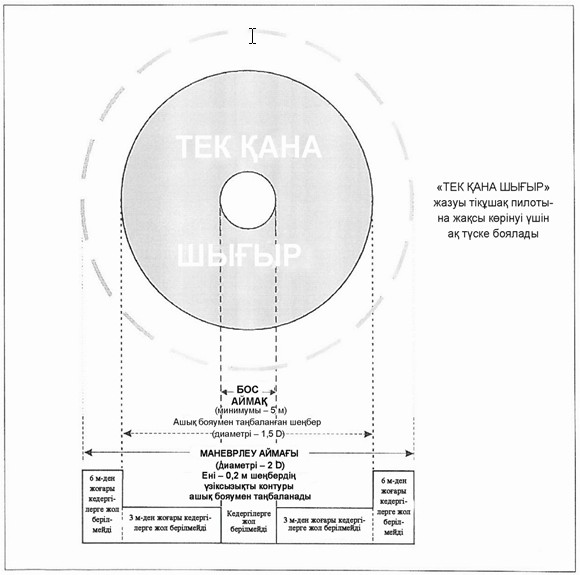 ТЕК ҚАНА
ШЫҒЫР
«ТЕК ҚАНА ШЫҒЫР»
жазуы тікұшақ пилоты-
на жақсы көрінуі үшін
ақ түске боялады
БОС
АЙМАҚ
(минимумы – 5 м)
Ашық бояумен таңбаланған шеңбер
(диаметрі – 1,5 D)
МАНЕВРЛЕУ АЙМАҒЫ
(Диаметрі – 2 D)
Ені – 0,2 м шеңбердің
үзіксызықты контуры
ашық бояумен таңбаланады
6 м-ден
жоғары
кедергі-
лерге жол
беріл-
мейді
3 м-ден жоғары кедергі-
лерге жол берілмейді
Кедергілерге
жол
берілмейді
3 м-ден жоғары кедергі-
лерге жол берілмейді
6 м-ден
жоғары
кедергі-
лерге жол
беріл-
мейді